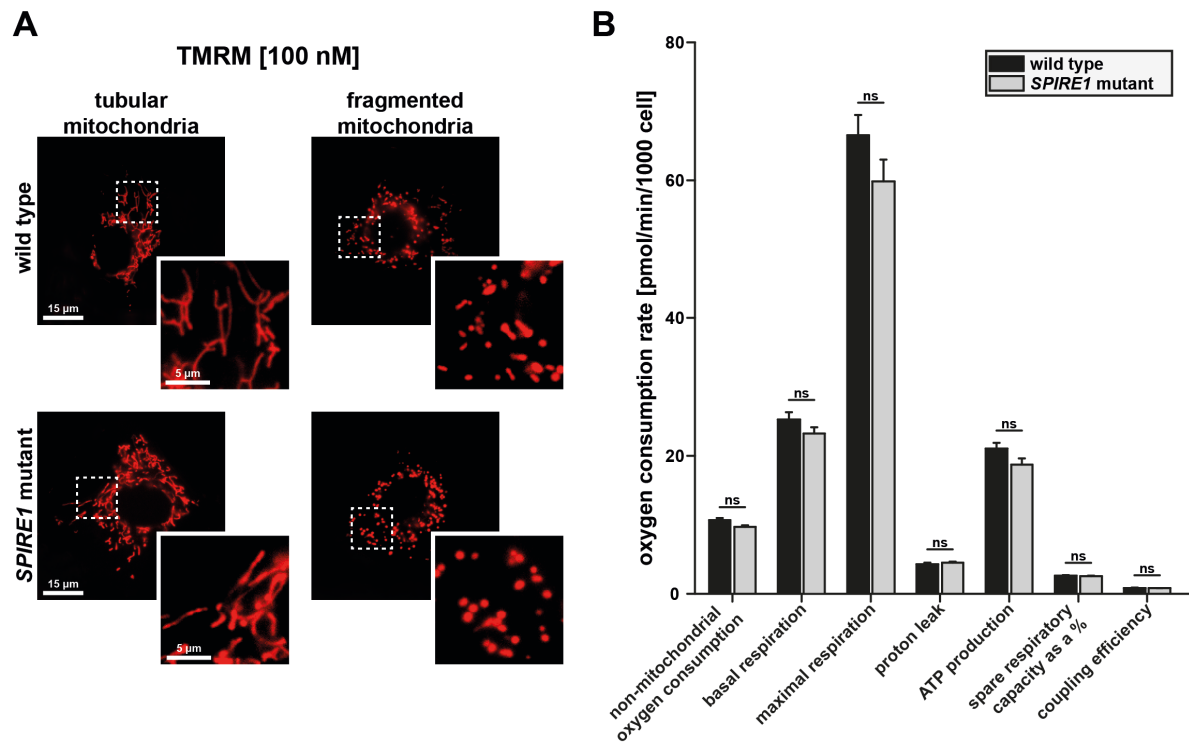 A
TMRM [100 nM]
tubular
mitochondria
fragmented
mitochondria
wild type
15 µm
5 µm
SPIRE1 mutant
15 µm
5 µm
B
oxygen consumption rate [pmol/min/1000 cell]
80
60
40
20
0
wild type
SPIRE1 mutant
ns
ns
ns
ns
ns
ns
ns
non-mitochondrial
oxygen consumption
basal respiration
maximal respiration
proton leak
ATP production
spare respiratory
capacity as a %
coupling efficiency